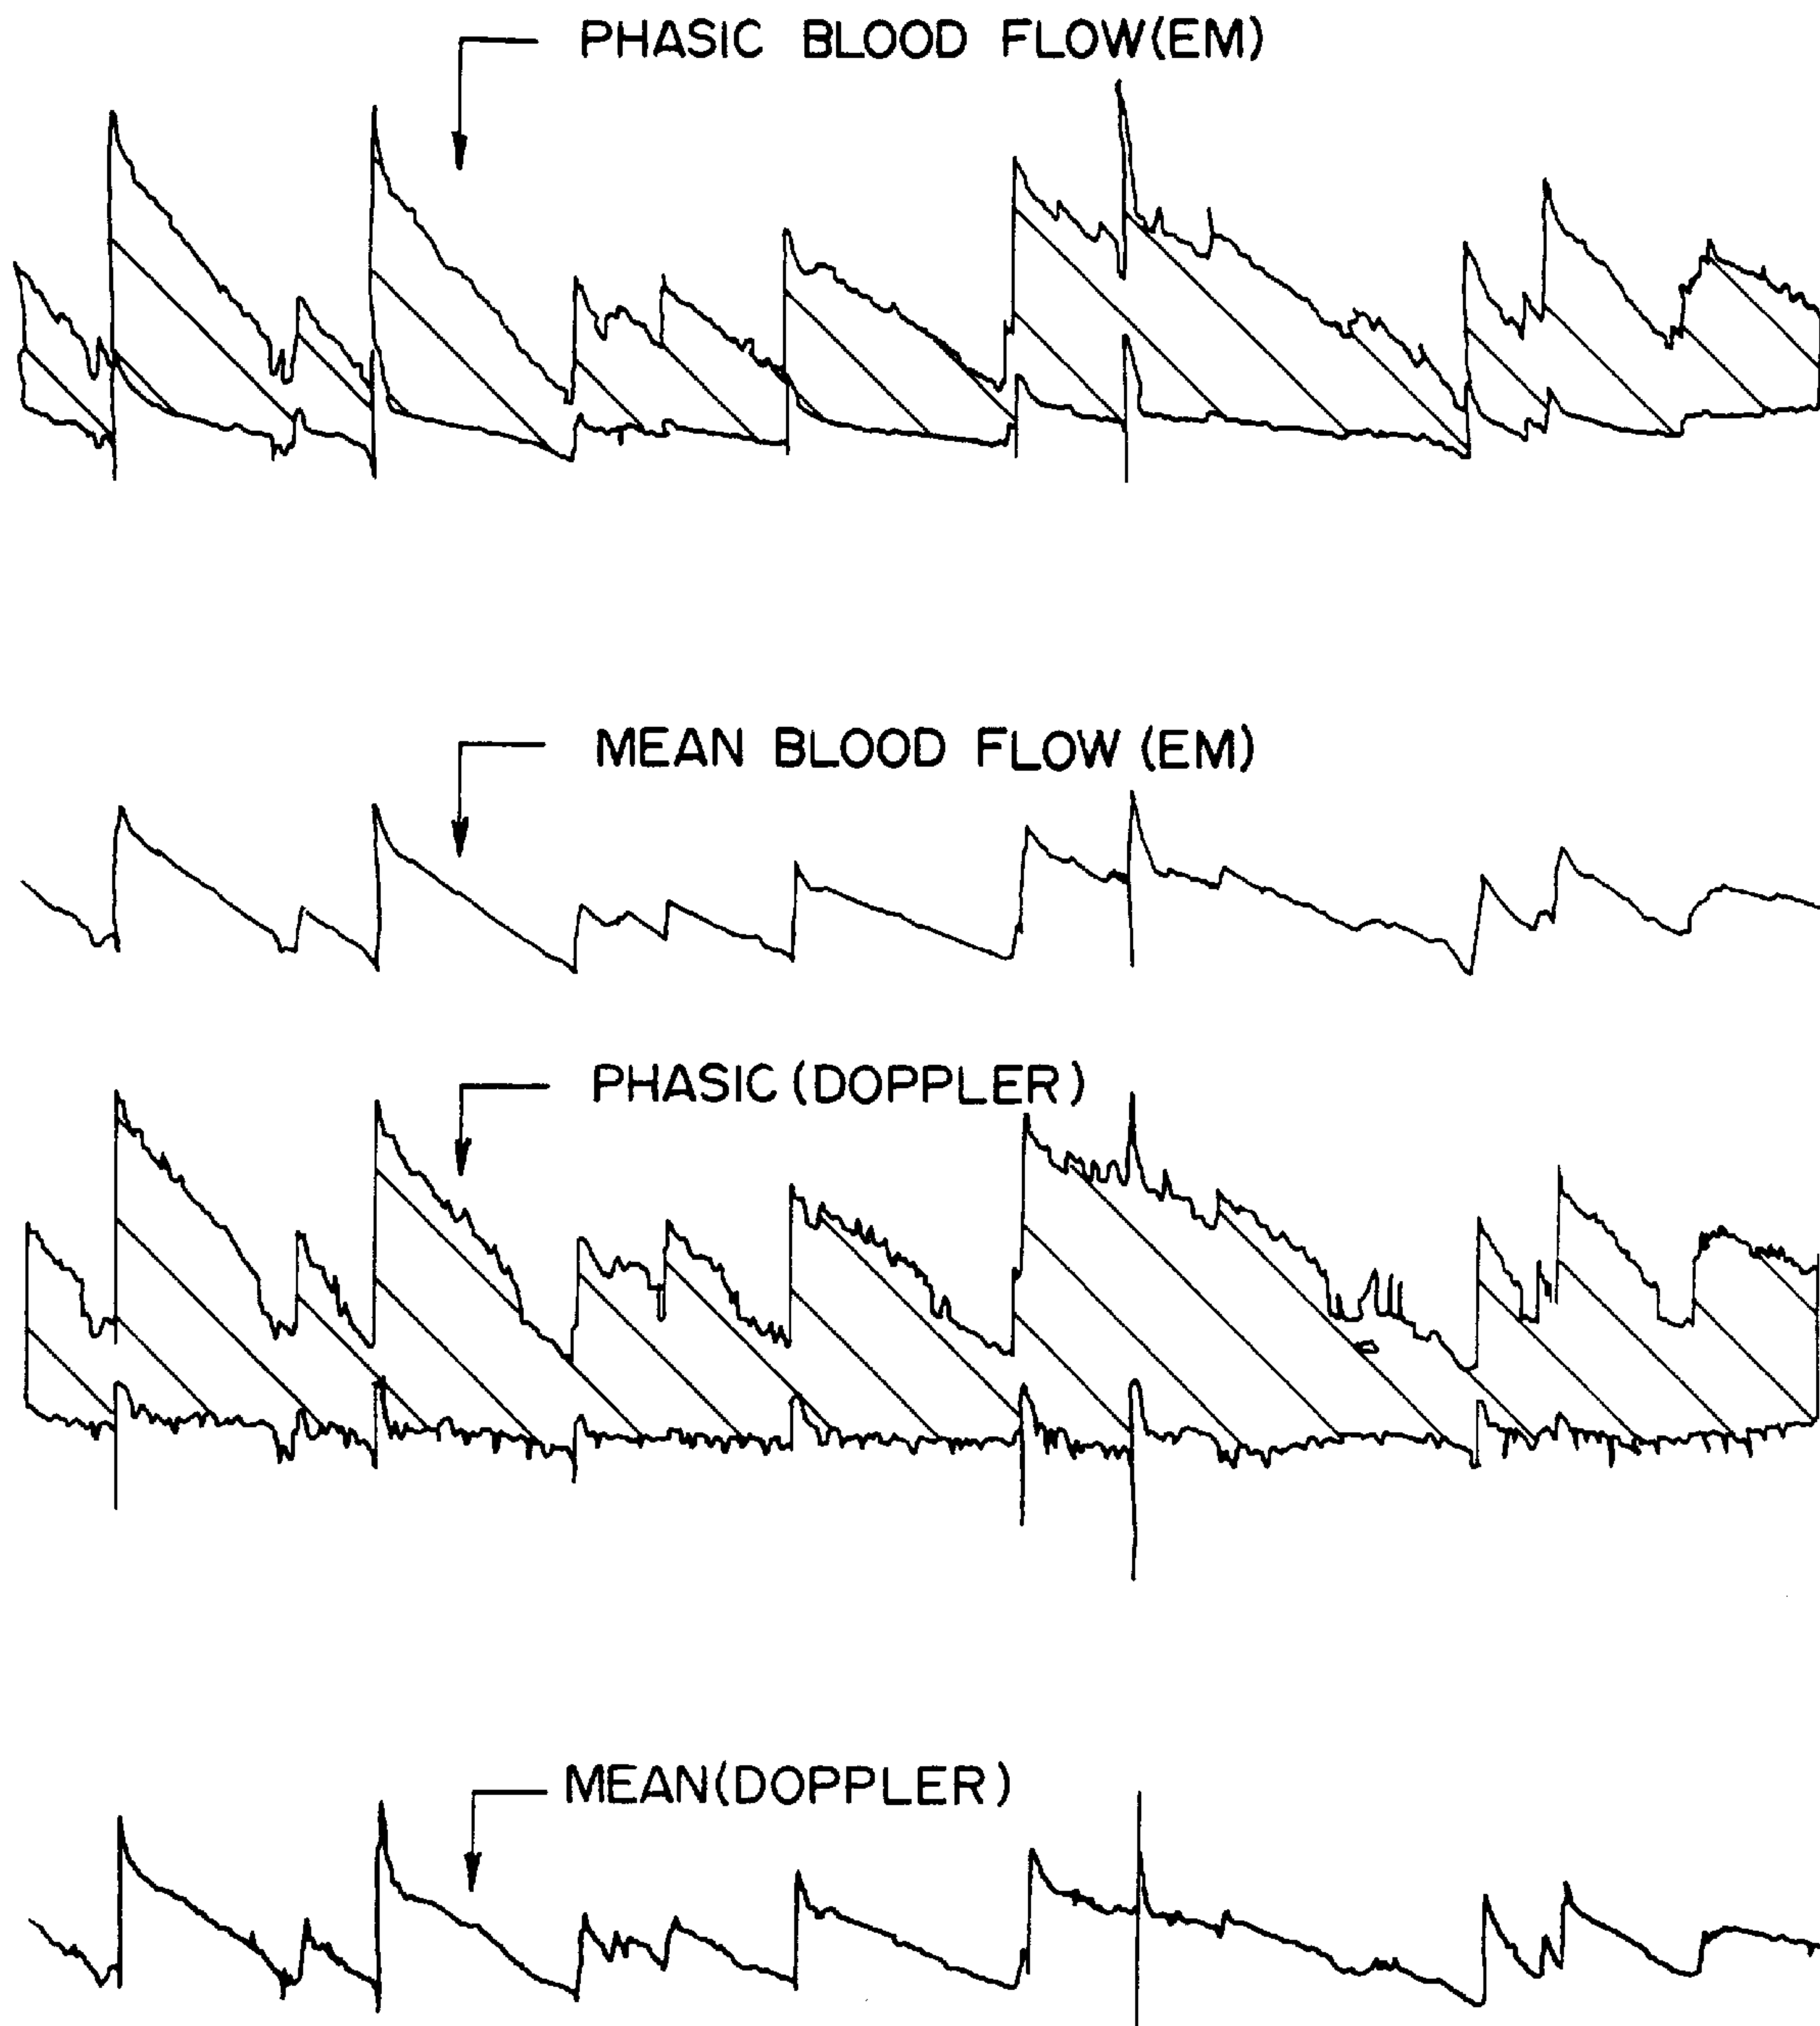 PHASIC BLOOD FLOW(EM)
MEAN BLOOD FLOW (EM)
PHASIC (DOPPLER)
MEAN(DOPPLER)